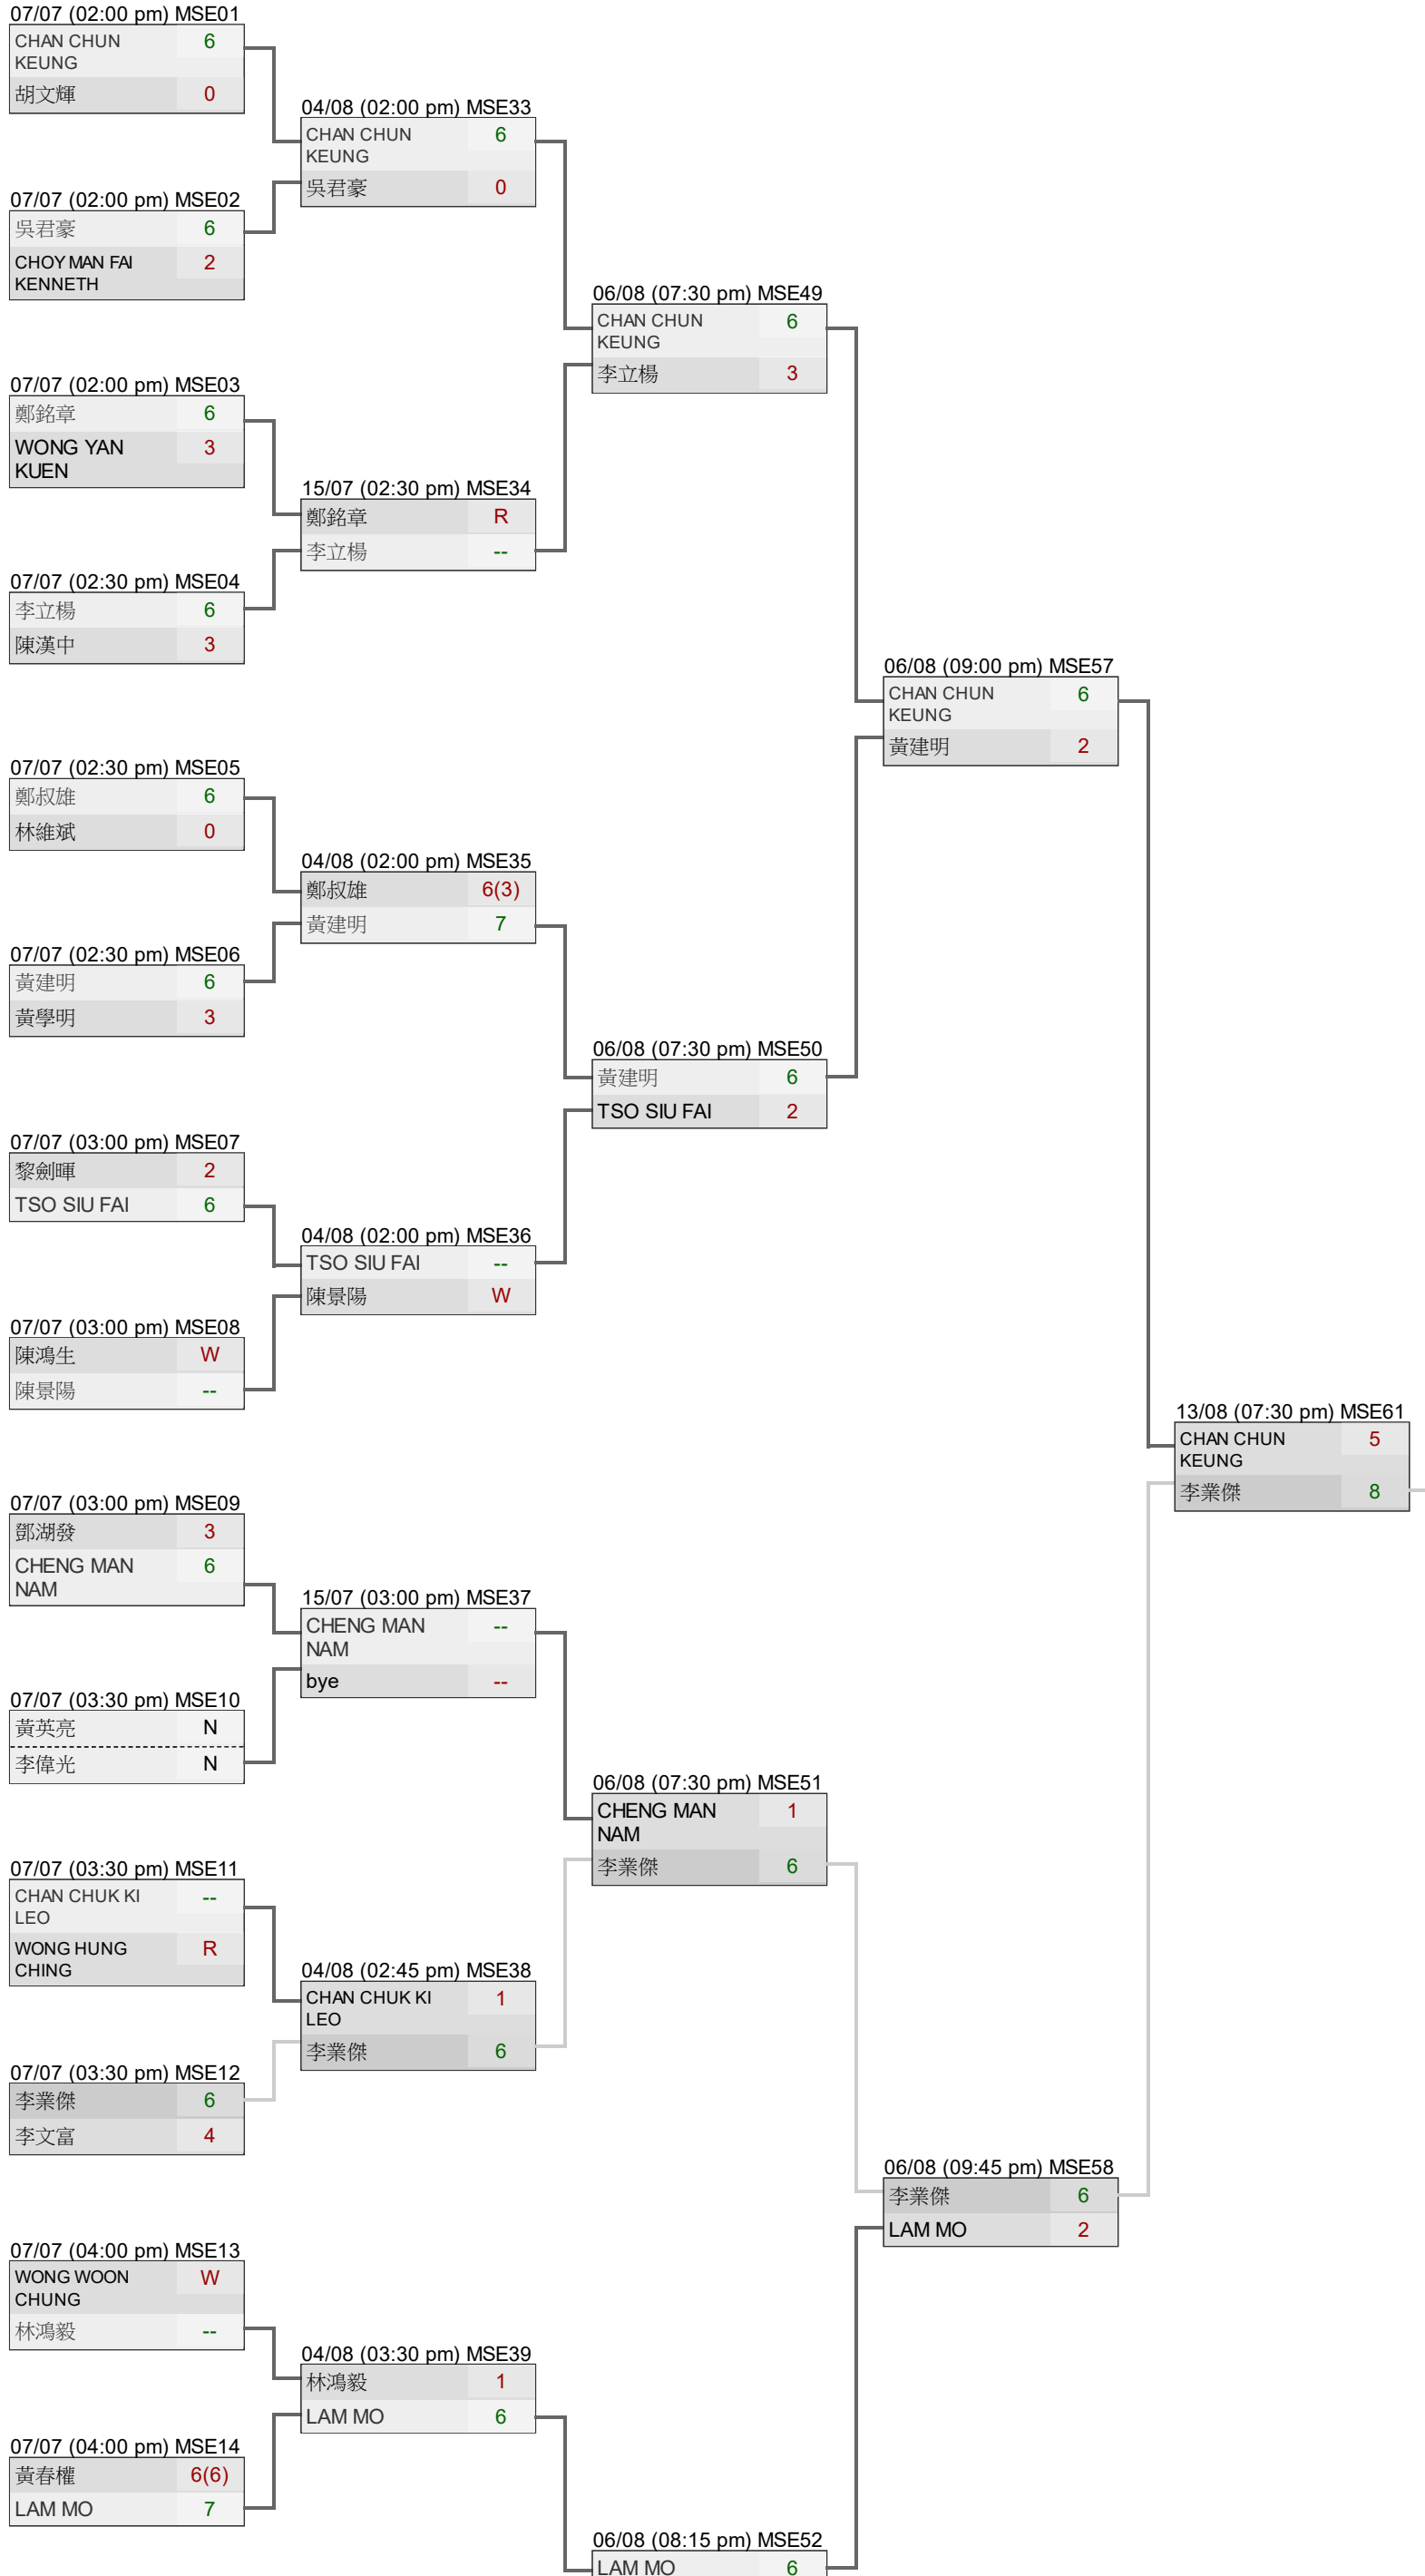 07/07 (02:00 pm) MSE01
CHAN CHUN 6
KEUNG
胡文輝 0
07/07 (02:00 pm) MSE02
吳君豪 6
CHOY MAN FAI 2
KENNETH
07/07 (02:00 pm) MSE03
鄭銘章 6
WONG YAN 3
KUEN
07/07 (02:30 pm) MSE04
李立楊 6
陳漢中 3
07/07 (02:30 pm) MSE05
鄭叔雄 6
林維斌 0
07/07 (02:30 pm) MSE06
黃建明 6
黃學明 3
07/07 (03:00 pm) MSE07
黎劍暉 2
TSO SIU FAI 6
07/07 (03:00 pm) MSE08
陳鴻生 W
陳景陽 --
07/07 (03:00 pm) MSE09
鄧湖發 3
CHENG MAN 6
NAM
07/07 (03:30 pm) MSE10
黃英亮 N
李偉光 N
07/07 (03:30 pm) MSE11
CHAN CHUK KI --
LEO
WONG HUNG R
CHING
07/07 (03:30 pm) MSE12
李業傑 6
李文富 4
07/07 (04:00 pm) MSE13
WONG WOON W
CHUNG
林鴻毅 --
07/07 (04:00 pm) MSE14
黃春權 6(6)
LAM MO 7
04/08 (02:00 pm) MSE33
CHAN CHUN 6
KEUNG
吳君豪 0
15/07 (02:30 pm) MSE34
鄭銘章 R
李立楊 --
04/08 (02:00 pm) MSE35
鄭叔雄 6(3)
黃建明 7
04/08 (02:00 pm) MSE36
TSO SIU FAI --
陳景陽 W
15/07 (03:00 pm) MSE37
CHENG MAN --
NAM
bye --
04/08 (02:45 pm) MSE38
CHAN CHUK KI 1
LEO
李業傑 6
04/08 (03:30 pm) MSE39
林鴻毅 1
LAM MO 6
06/08 (07:30 pm) MSE49
CHAN CHUN 6
KEUNG
李立楊 3
06/08 (07:30 pm) MSE50
黃建明 6
TSO SIU FAI 2
06/08 (07:30 pm) MSE51
CHENG MAN 1
NAM
李業傑 6
06/08 (08:15 pm) MSE52
LAM MO 6
06/08 (09:00 pm) MSE57
CHAN CHUN 6
KEUNG
黃建明 2
06/08 (09:45 pm) MSE58
李業傑 6
LAM MO 2
13/08 (07:30 pm) MSE61
CHAN CHUN 5
KEUNG
李業傑 8